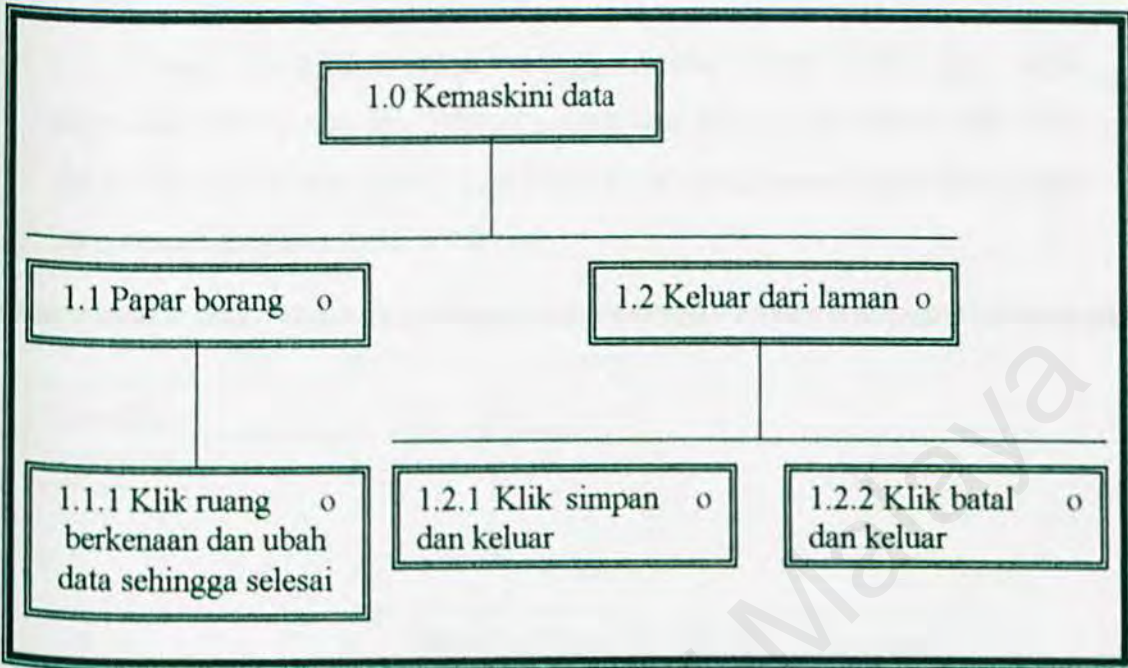 1.0 Kemaskini data
1.1 Papar borang o
1.2 Keluar dari laman o
1.1.1 Klik ruang o
berkenaan dan ubah
data sehingga selesai
1.2.1 Klik simpan o
dan keluar
1.2.2 Klik batal o
dan keluar
Malaya